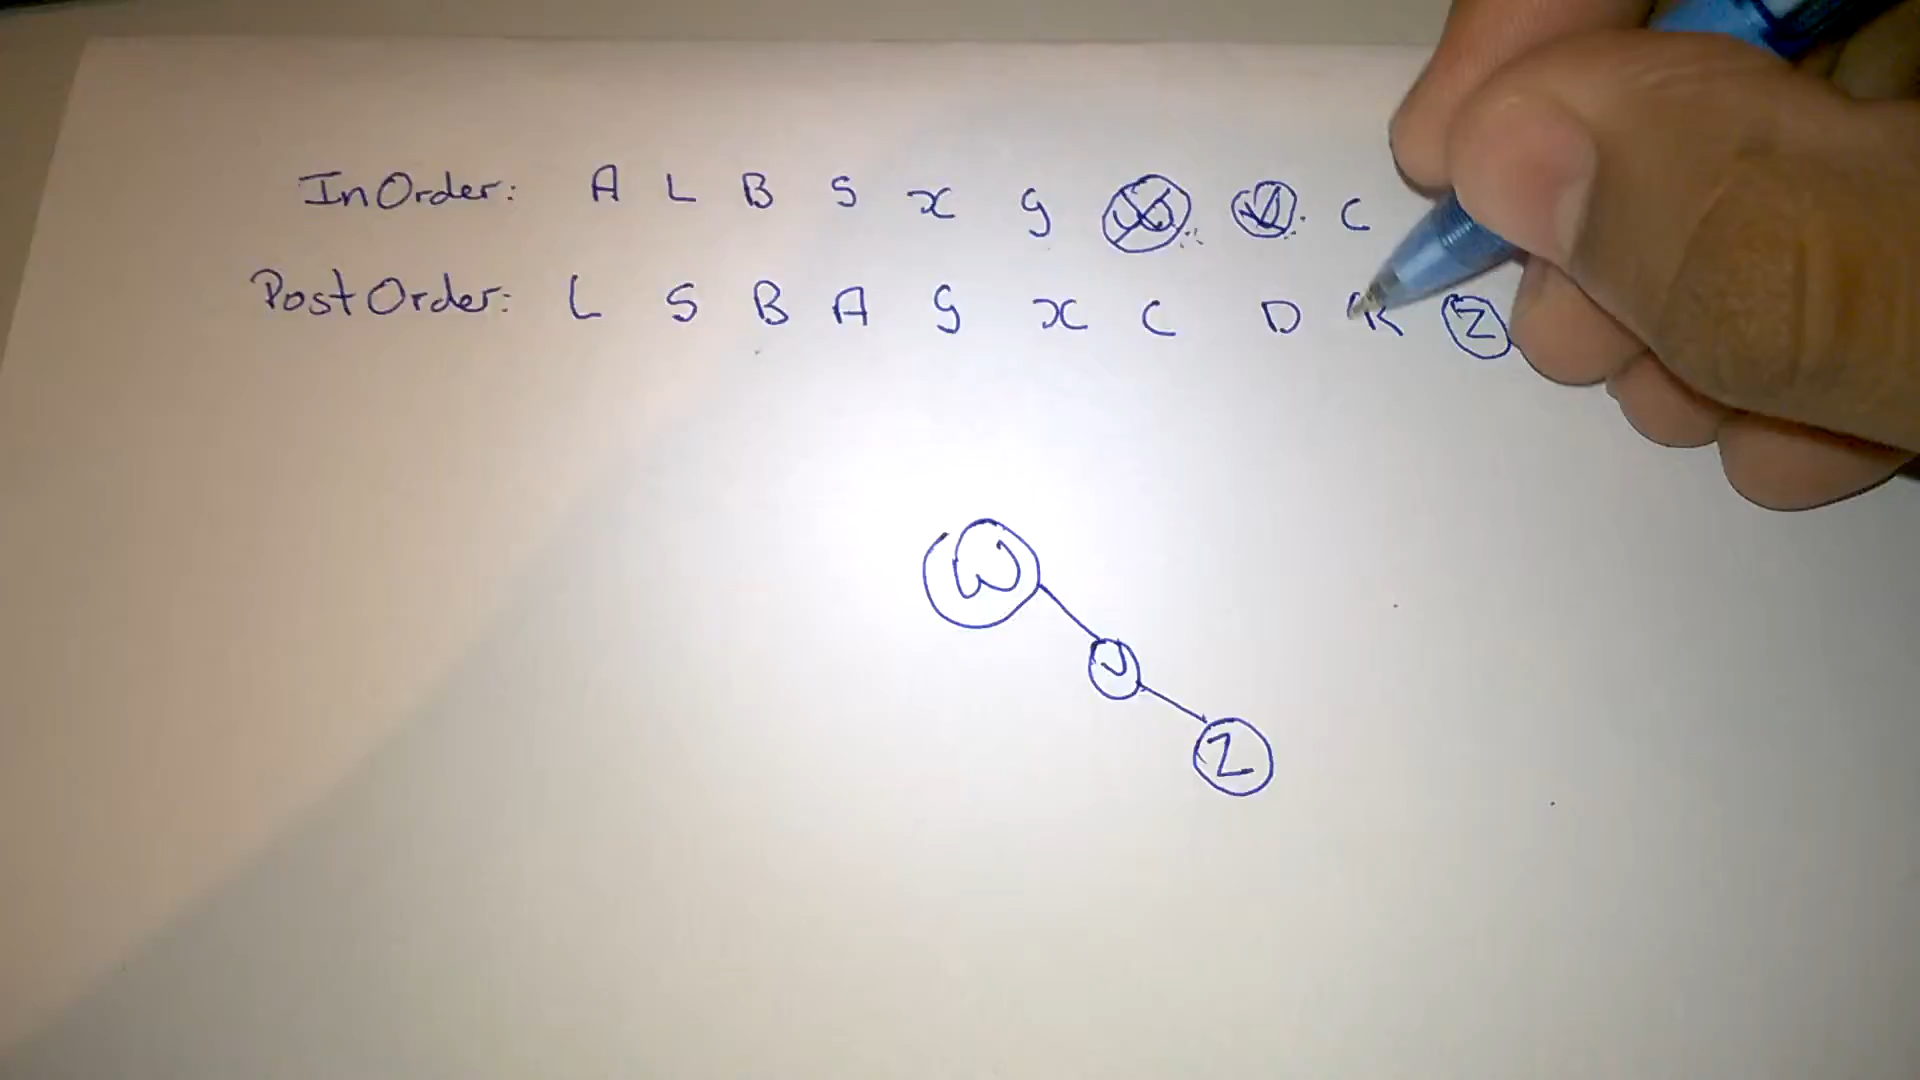 InOrder: A L B S x G W V C
PostOrder: L S B A G x C D K Z
W
V
Z